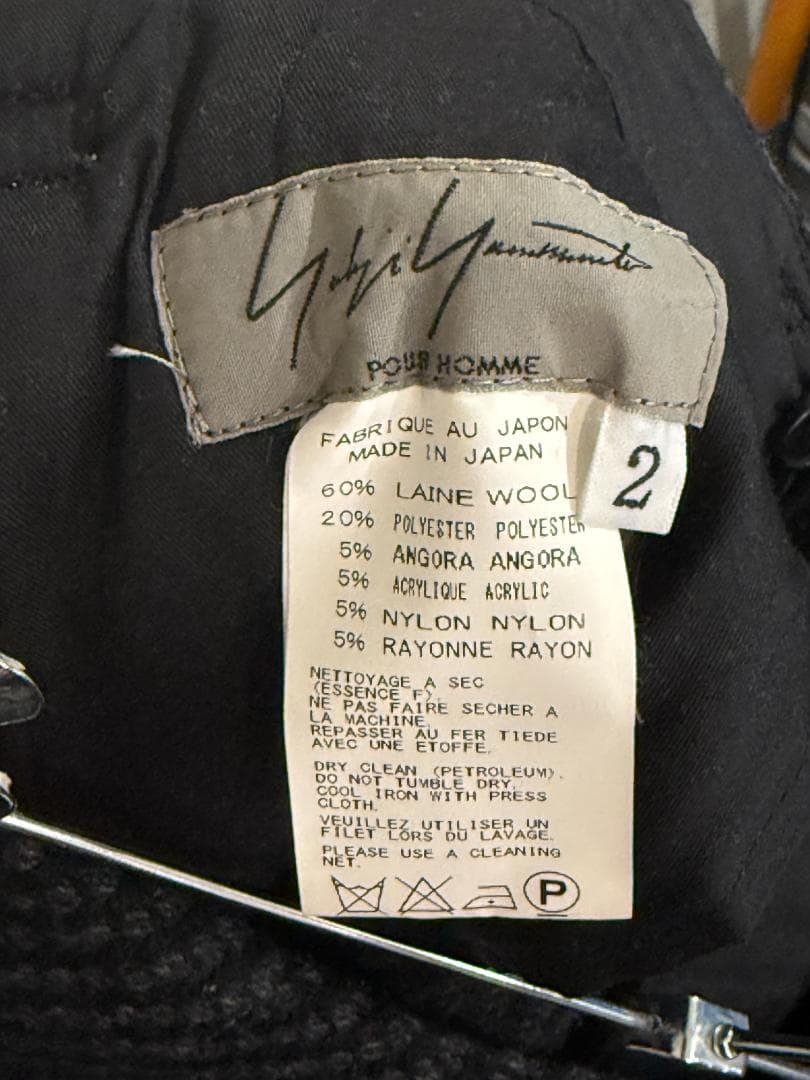 Yohji Yamamoto
POUR HOMME
2
FABRIQUE AU JAPON
MADE IN JAPAN
60% LAINE WOOL
20% POLYESTER POLYESTER
5% ANGORA ANGORA
5% ACRYLIQUE ACRYLIC
5% NYLON NYLON
5% RAYONNE RAYON
NETTOYAGE A SEC
(ESSENCE F).
NE PAS FAIRE SECHER A
LA MACHINE.
REPASSER AU FER TIEDE
AVEC UNE ETOFFE.
DRY CLEAN (PETROLEUM).
DO NOT TUMBLE DRY.
COOL IRON WITH PRESS
CLOTH.
VEUILLEZ UTILISER UN
FILET LORS DU LAVAGE.
PLEASE USE A CLEANING
NET.
P